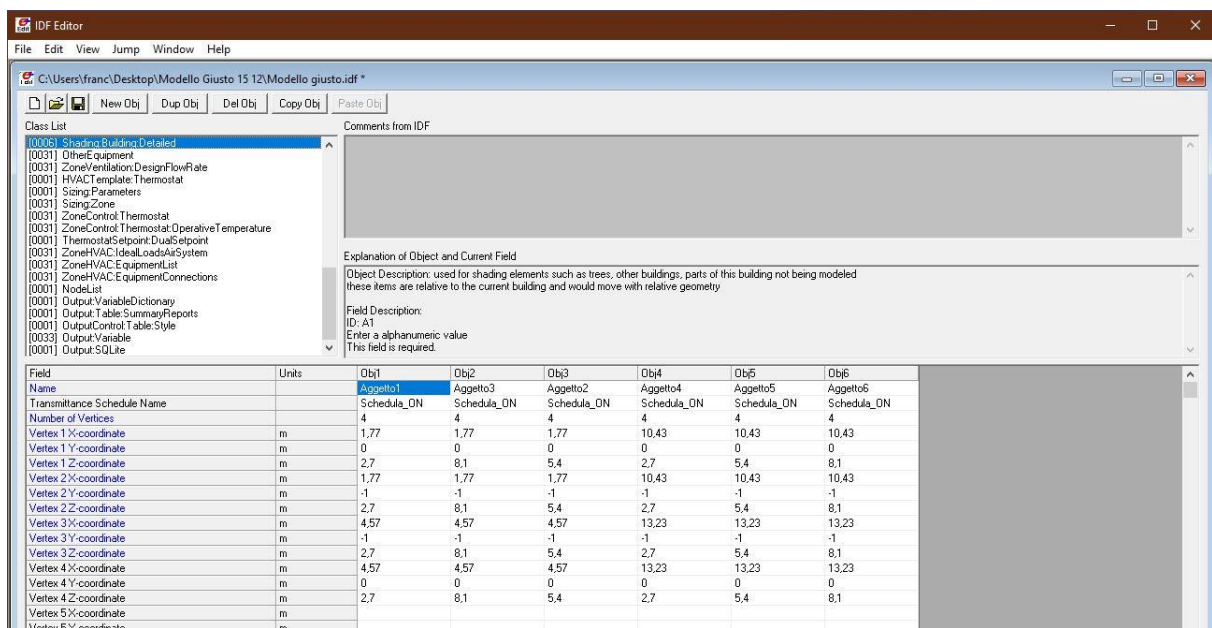 IDF Editor
File Edit View Jump Window Help
C:\Users\franc\Desktop\Modello Giusto 15 12\Modello giusto.idf *
New Obj Dup Obj Del Obj Copy Obj Paste Obj
Class List Comments from IDF
[0006] Shading:Building:Detailed
[0031] OtherEquipment
[0031] ZoneVentilation:DesignFlowRate
[0001] HVACTemplate:Thermostat
[0001] Sizing:Parameters
[0031] Sizing:Zone
[0031] ZoneControl:Thermostat
[0031] ZoneControl:Thermostat:OperativeTemperature
[0001] ThermostatSetpoint:DualSetpoint
[0031] ZoneHVAC:IdealLoadsAirSystem
[0031] ZoneHVAC:EquipmentList
[0031] ZoneHVAC:EquipmentConnections
[0001] NodeList
[0001] Output:VariableDictionary
[0001] Output:Table:SummaryReports
[0001] OutputControl:Table:Style
[0033] Output:Variable
[0001] Output:SQLite
Explanation of Object and Current Field
Object Description: used for shading elements such as trees, other buildings, parts of this building not being modeled
these items are relative to the current building and would move with relative geometry
Field Description:
ID: A1
Enter a alphanumeric value
This field is required.
Field Units Obj1 Obj2 Obj3 Obj4 Obj5 Obj6
Name Aggetto1 Aggetto3 Aggetto2 Aggetto4 Aggetto5 Aggetto6
Transmittance Schedule Name Schedula_ON Schedula_ON Schedula_ON Schedula_ON Schedula_ON Schedula_ON
Number of Vertices 4 4 4 4 4 4
Vertex 1 X-coordinate m 1,77 1,77 1,77 10,43 10,43 10,43
Vertex 1 Y-coordinate m 0 0 0 0 0 0
Vertex 1 Z-coordinate m 2,7 8,1 5,4 2,7 5,4 8,1
Vertex 2 X-coordinate m 1,77 1,77 1,77 10,43 10,43 10,43
Vertex 2 Y-coordinate m -1 -1 -1 -1 -1 -1
Vertex 2 Z-coordinate m 2,7 8,1 5,4 2,7 5,4 8,1
Vertex 3 X-coordinate m 4,57 4,57 4,57 13,23 13,23 13,23
Vertex 3 Y-coordinate m -1 -1 -1 -1 -1 -1
Vertex 3 Z-coordinate m 2,7 8,1 5,4 2,7 5,4 8,1
Vertex 4 X-coordinate m 4,57 4,57 4,57 13,23 13,23 13,23
Vertex 4 Y-coordinate m 0 0 0 0 0 0
Vertex 4 Z-coordinate m 2,7 8,1 5,4 2,7 5,4 8,1
Vertex 5 X-coordinate m